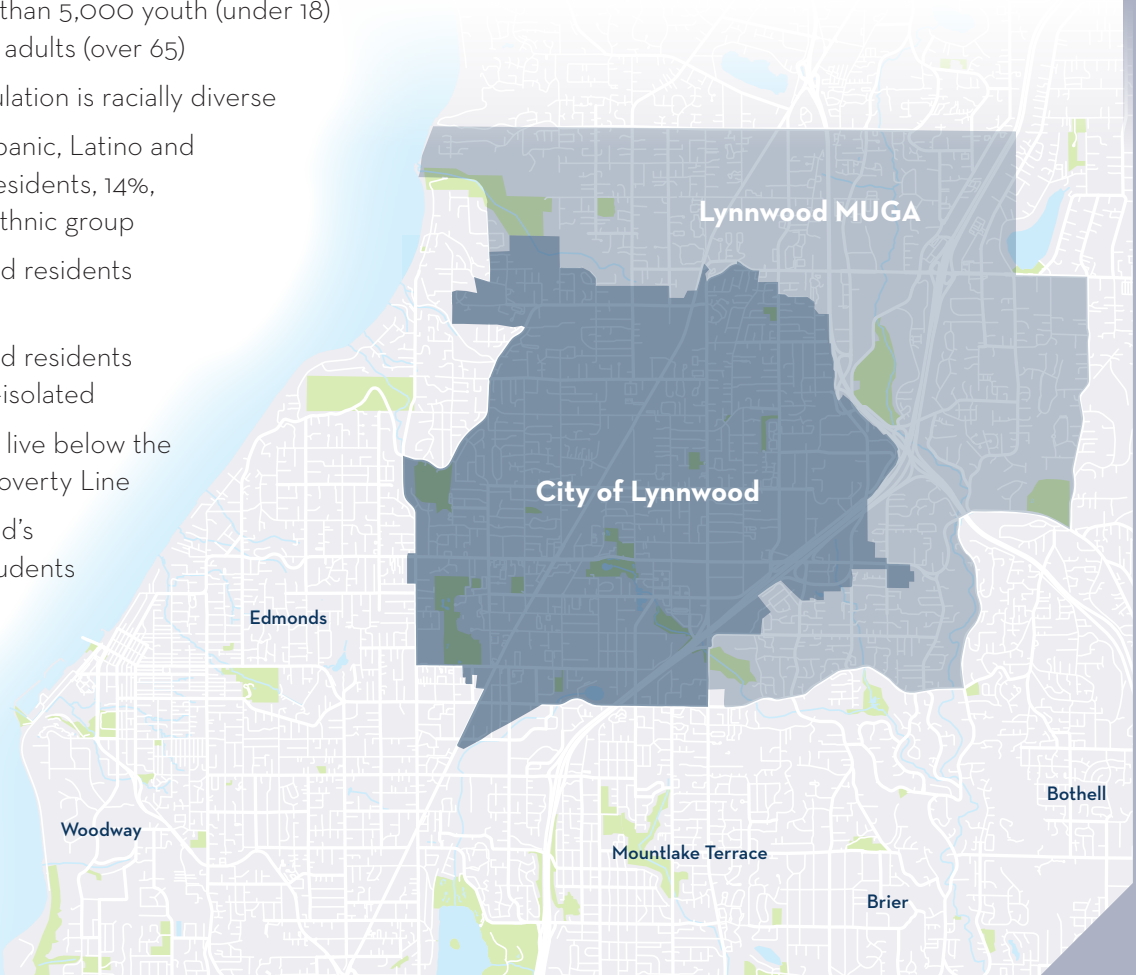 than 5,000 youth (under 18)
adults (over 65)
ulation is racially diverse
panic, Latino and
esidents, 14%,
thnic group
d residents
d residents
isolated
live below the
overty Line
d's
udents
Lynnwood MUGA
City of Lynnwood
Edmonds
Woodway
Mountlake Terrace
Brier
Bothell